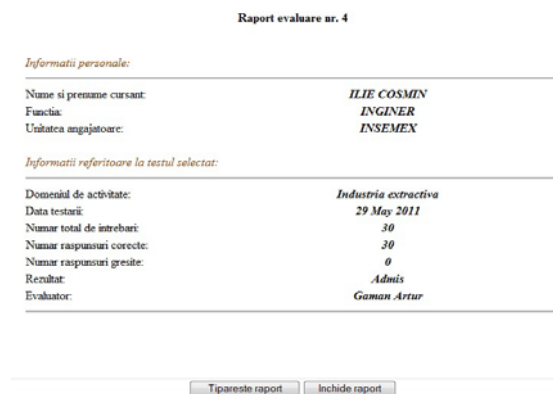 Raport evaluare nr. 4
Informatii personale:
Nume si prenume cursant: ILIE COSMIN
Functia: INGINER
Unitatea angajatoare: INSEMEX
Informatii referitoare la testul selectat:
Domeniul de activitate: Industria extractiva
Data testarii: 29 May 2011
Numar total de intrebari: 30
Numar raspunsuri corecte: 30
Numar raspunsuri gresite: 0
Rezultat: Admis
Evaluator: Gaman Artur
Tipareste raport Inchide raport